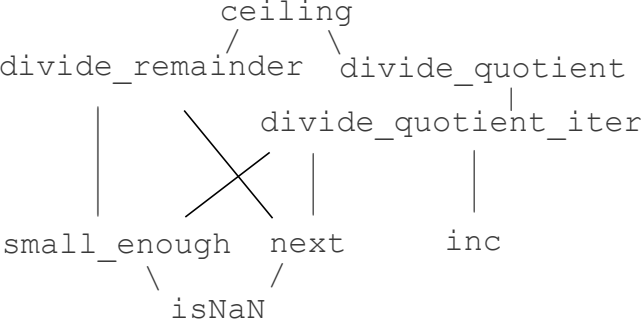 ceiling
divide_remainder divide_quotient
divide_quotient_iter
small_enough next inc
isNaN